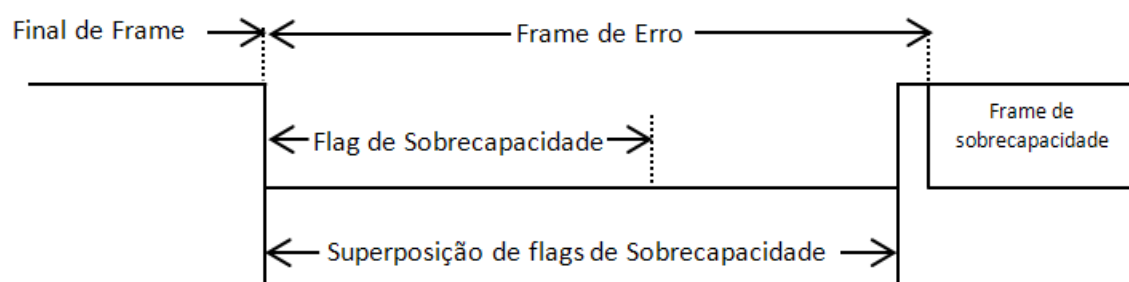 Final de Frame
Frame de Erro
Frame de
sobrecapacidade
Flag de Sobrecapacidade
Superposição de flags de Sobrecapacidade